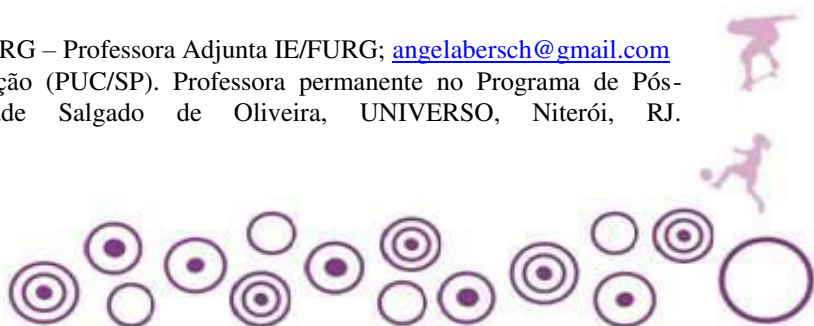 RG – Professora Adjunta IE/FURG; angelabersch@gmail.com
ção (PUC/SP). Professora permanente no Programa de Pós-
de Salgado de Oliveira, UNIVERSO, Niterói, RJ.